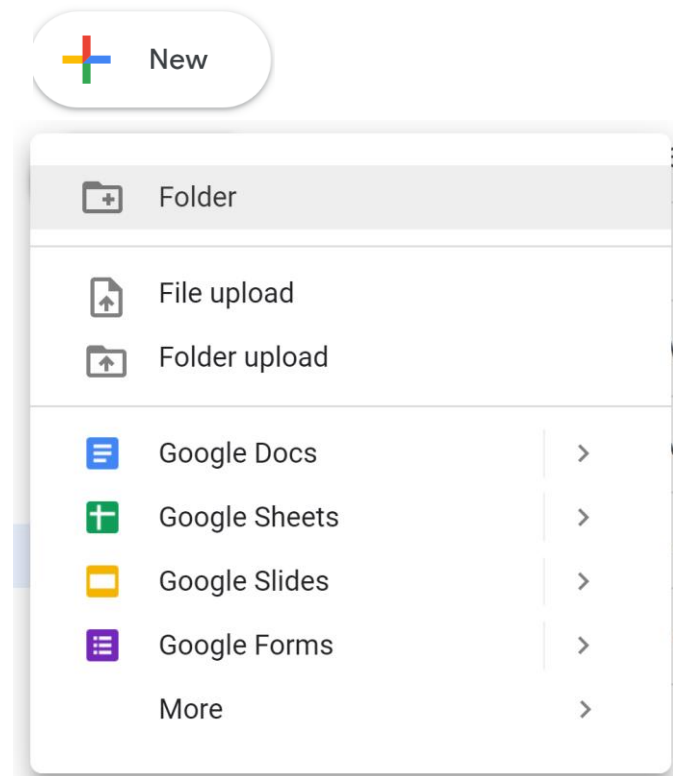 New
Folder
File upload
Folder upload
Google Docs
Google Sheets
Google Slides
Google Forms
More